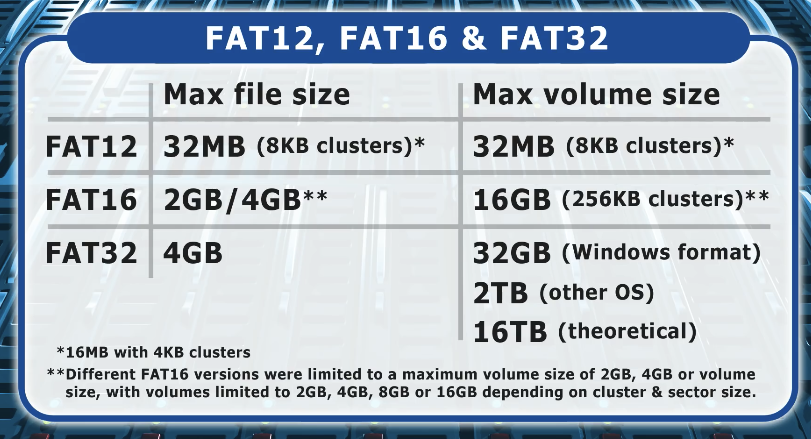 FAT12, FAT16 & FAT32
Max file size Max volume size
FAT12 32MB (8KB clusters)* 32MB (8KB clusters)*
FAT16 2GB/4GB** 16GB (256KB clusters)**
FAT32 4GB 32GB (Windows format)
2TB (other OS)
16TB (theoretical)
*16MB with 4KB clusters
**Different FAT16 versions were limited to a maximum volume size of 2GB, 4GB or volume
size, with volumes limited to 2GB, 4GB, 8GB or 16GB depending on cluster & sector size.